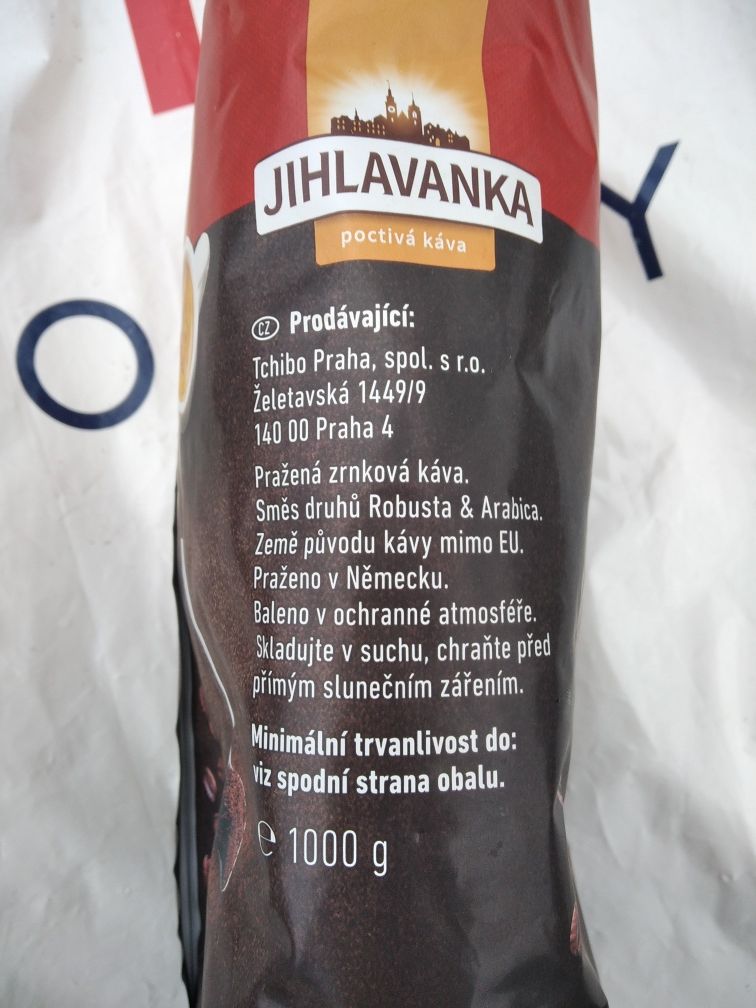 JIHLAVANKA
poctivá káva
CZ Prodávající:
Tchibo Praha, spol. s r.o.
Želetavská 1449/9
140 00 Praha 4
Pražená zrnková káva.
Směs druhů Robusta & Arabica.
Země původu kávy mimo EU.
Praženo v Německu.
Baleno v ochranné atmosféře.
Skladujte v suchu, chraňte před
přímým slunečním zářením.
Minimální trvanlivost do:
viz spodní strana obalu.
℮ 1000 g
O
Y